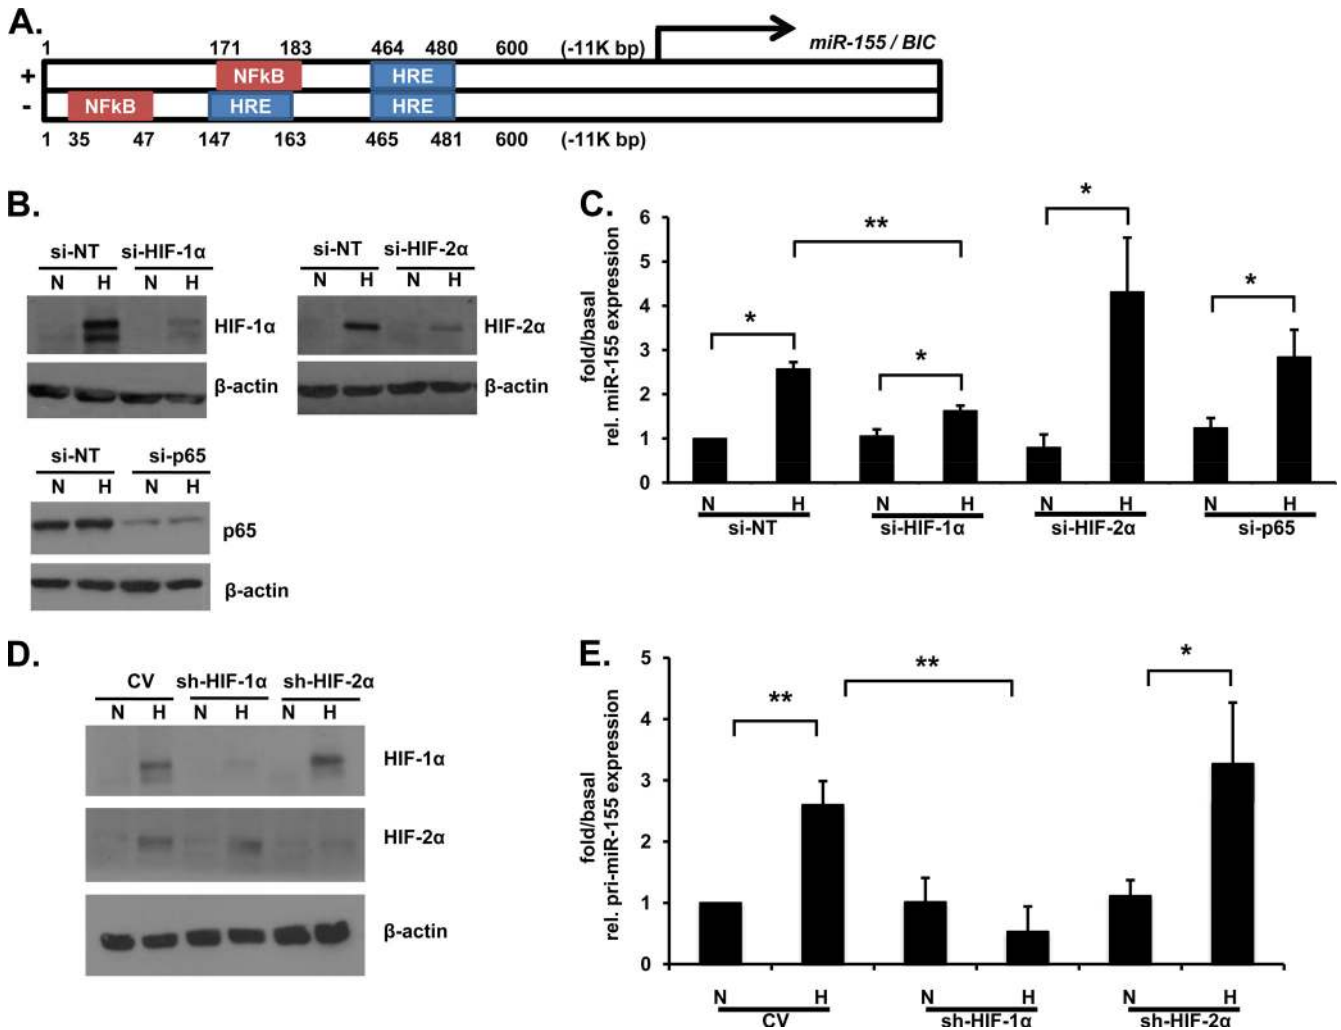 A.
1 171 183 464 480 600 (-11K bp) miR-155 / BIC
+ NFkB HRE
- NFkB HRE HRE
1 35 47 147 163 465 481 600 (-11K bp)
B.
si-NT si-HIF-1α
N H N H
HIF-1α
β-actin
si-NT si-HIF-2α
N H N H
HIF-2α
β-actin
si-NT si-p65
N H N H
p65
β-actin
C.
fold/basal
rel. miR-155 expression
6
5
4
3
2
1
0
* ** * * *
N H N H N H N H
si-NT si-HIF-1α si-HIF-2α si-p65
D.
CV sh-HIF-1α sh-HIF-2α
N H N H N H
HIF-1α
HIF-2α
β-actin
E.
fold/basal
rel. pri-miR-155 expression
5
4
3
2
1
0
** ** *
N H N H N H
CV sh-HIF-1α sh-HIF-2α